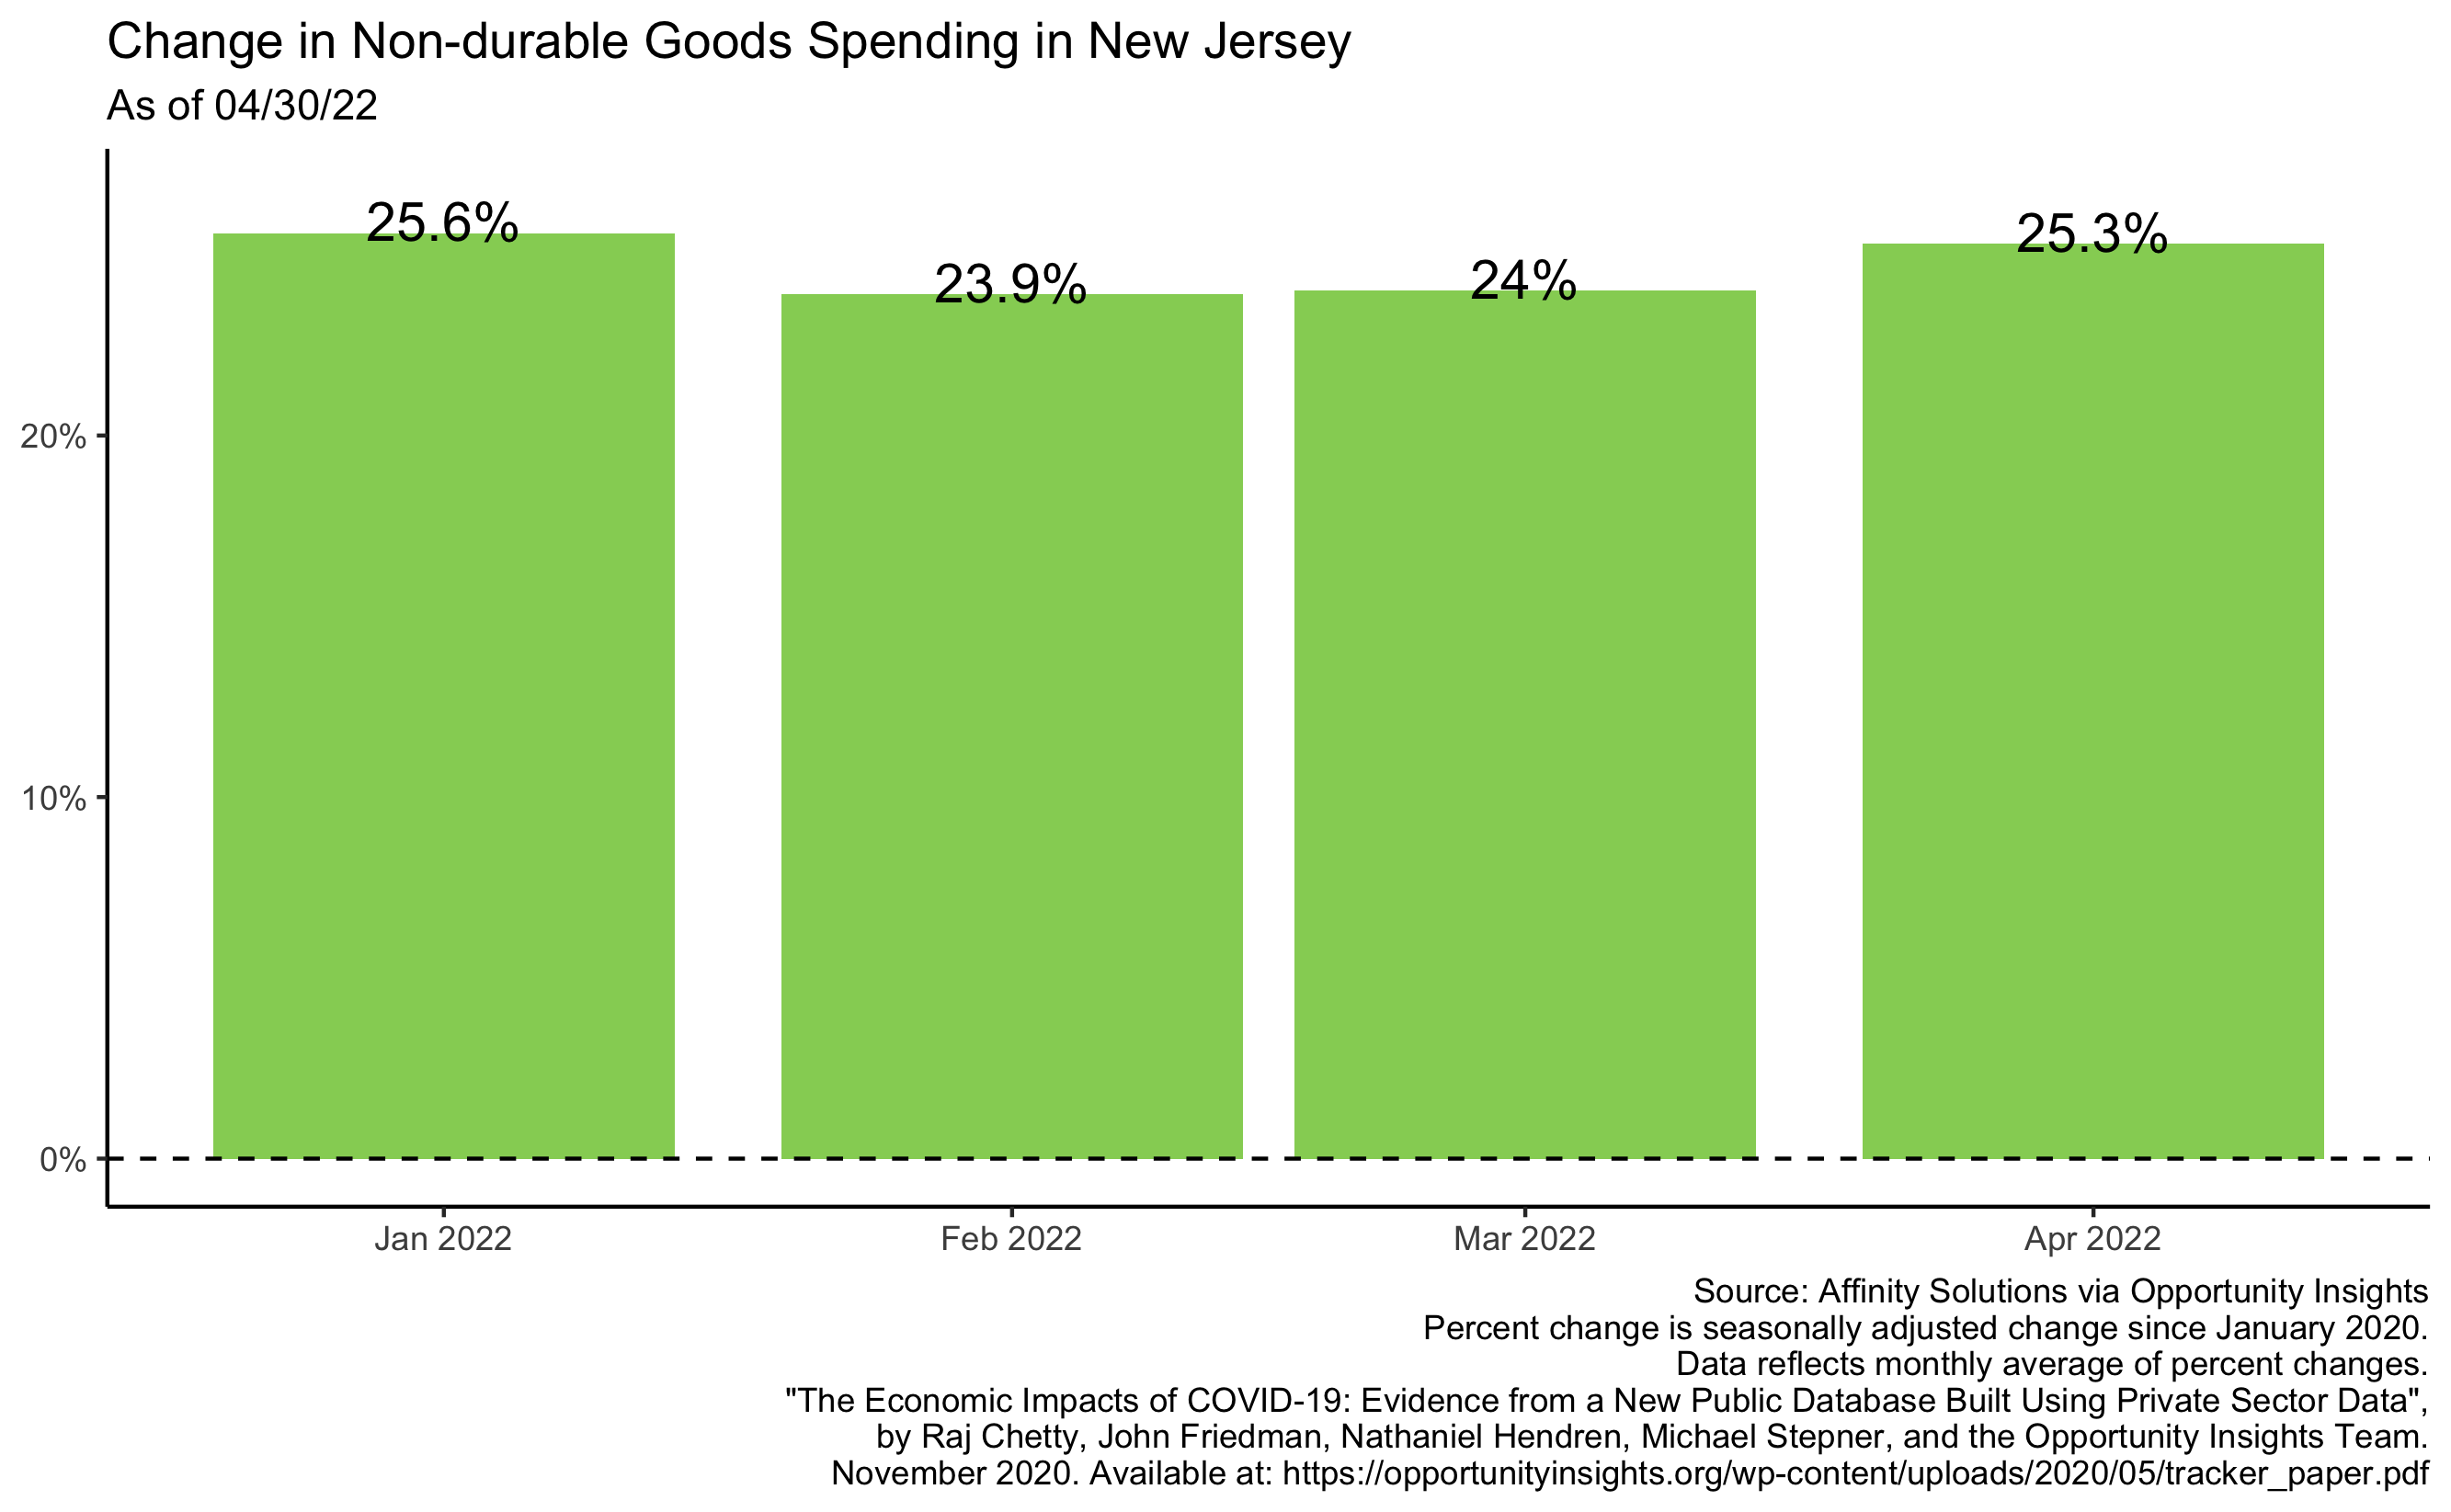 Change in Non-durable Goods Spending in New Jersey
As of 04/30/22
25.6%
23.9%
24%
25.3%
20%
10%
0%
Jan 2022
Feb 2022
Mar 2022
Apr 2022
Source: Affinity Solutions via Opportunity Insights
Percent change is seasonally adjusted change since January 2020.
Data reflects monthly average of percent changes.
"The Economic Impacts of COVID-19: Evidence from a New Public Database Built Using Private Sector Data",
by Raj Chetty, John Friedman, Nathaniel Hendren, Michael Stepner, and the Opportunity Insights Team.
November 2020. Available at: https://opportunityinsights.org/wp-content/uploads/2020/05/tracker_paper.pdf